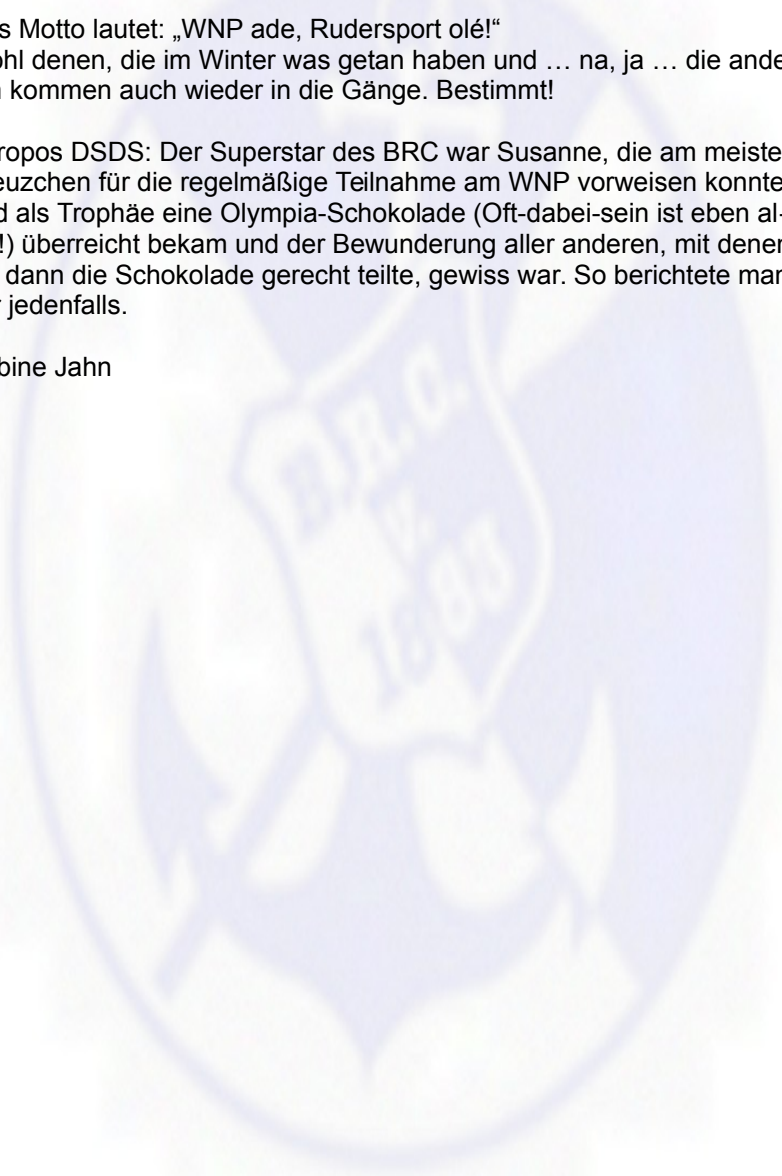 s Motto lautet: „WNP ade, Rudersport olé!“
ohl denen, die im Winter was getan haben und … na, ja … die ande
n kommen auch wieder in die Gänge. Bestimmt!
ropos DSDS: Der Superstar des BRC war Susanne, die am meiste
euzchen für die regelmäßige Teilnahme am WNP vorweisen konnte
d als Trophäe eine Olympia-Schokolade (Oft-dabei-sein ist eben al-
!) überreicht bekam und der Bewunderung aller anderen, mit denen
dann die Schokolade gerecht teilte, gewiss war. So berichtete man
r jedenfalls.
bine Jahn
B.R.C.
v.
1883